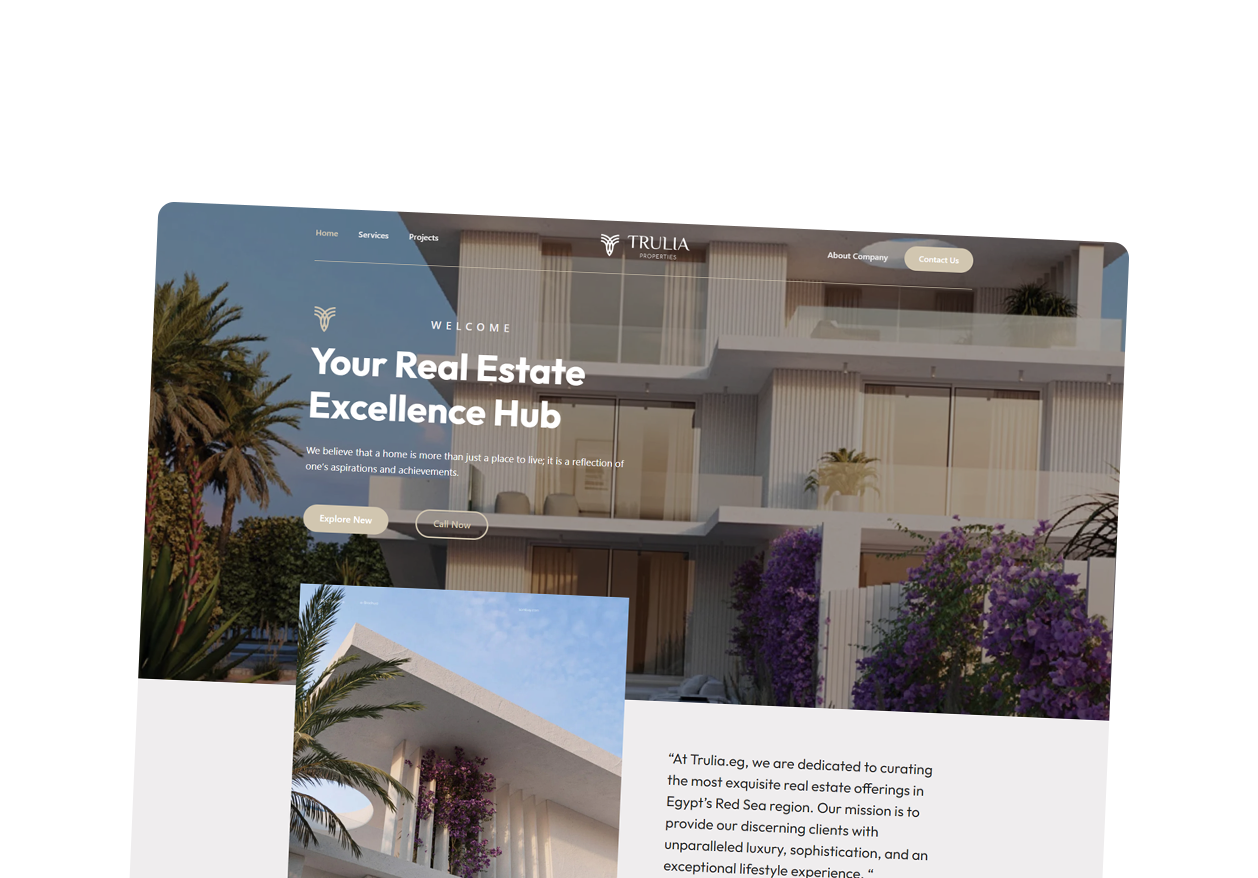 Home Services Projects
TRULIA
PROPERTIES
About Company Contact Us
WELCOME
Your Real Estate
Excellence Hub
We believe that a home is more than just a place to live; it is a reflection of
one's aspirations and achievements.
Explore New Call Now
“At Trulia.eg, we are dedicated to curating
the most exquisite real estate offerings in
Egypt's Red Sea region. Our mission is to
provide our discerning clients with
unparalleled luxury, sophistication, and an
exceptional lifestyle experience. “